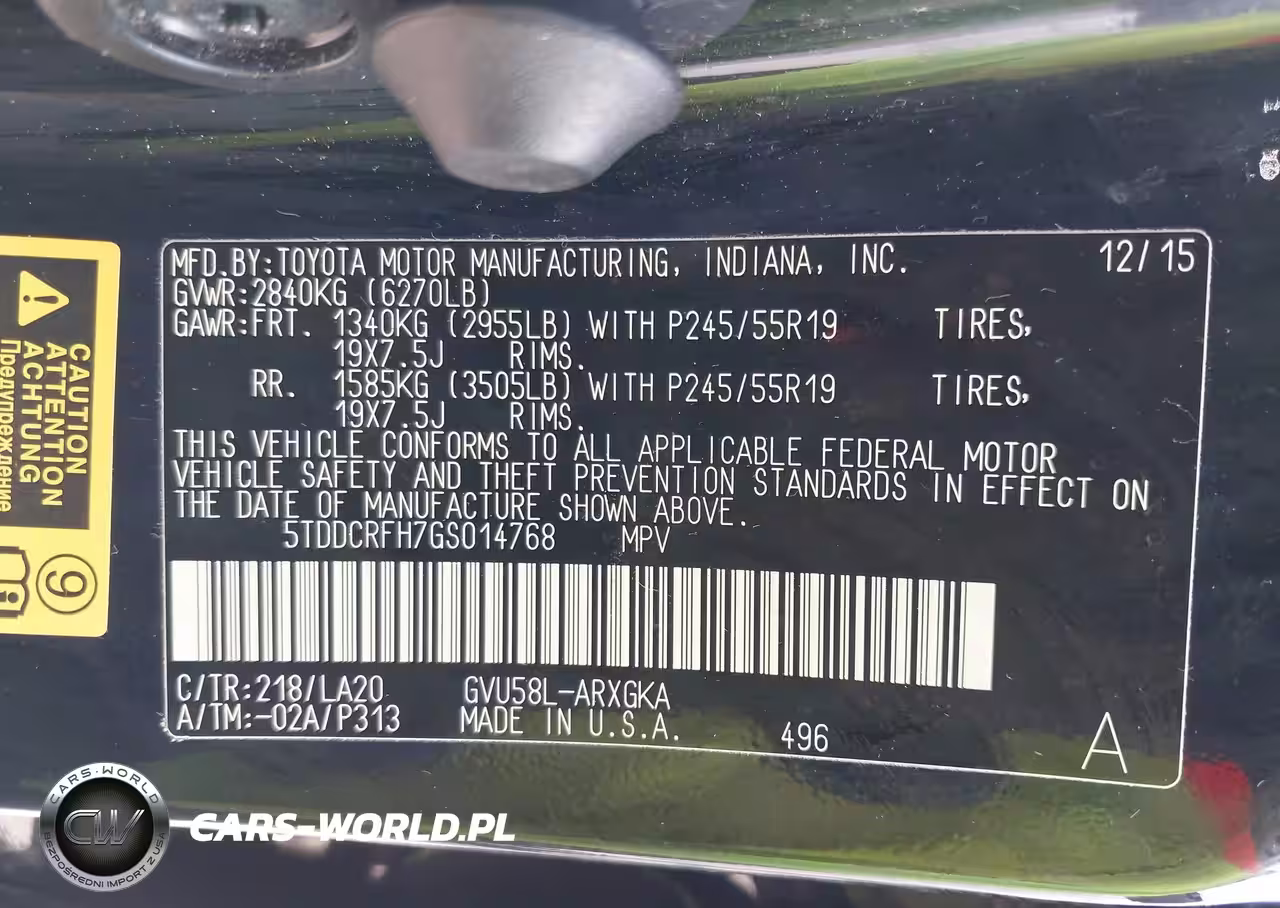 MFD.BY:TOYOTA MOTOR MANUFACTURING, INDIANA, INC. 12/15
GVWR:2840KG (6270LB)
GAWR:FRT. 1340KG (2955LB) WITH P245/55R19 TIRES,
19X7.5J RIMS.
RR. 1585KG (3505LB) WITH P245/55R19 TIRES,
19X7.5J RIMS.
THIS VEHICLE CONFORMS TO ALL APPLICABLE FEDERAL MOTOR
VEHICLE SAFETY AND THEFT PREVENTION STANDARDS IN EFFECT ON
THE DATE OF MANUFACTURE SHOWN ABOVE.
5TDDCRFH7GS014768 MPV
C/TR:218/LA20 GVU58L-ARXGKA
A/TM:-02A/P313 MADE IN U.S.A. 496 A
CAUTION
ATTENTION
ACHTUNG
Предупреждение
9
CARS-WORLD
CW
BEZPOŚREDNI IMPORT Z USA
CARS-WORLD.PL